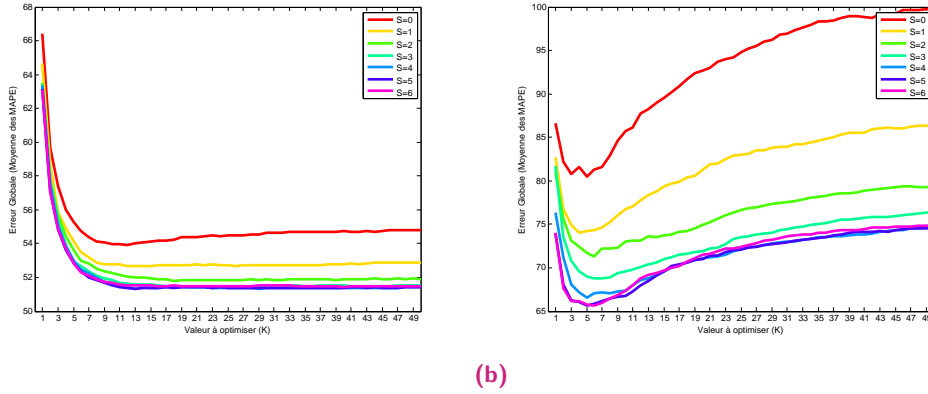 68
66
64
62
60
58
56
54
52
50
Erreur Globale (Moyenne des MAPE)
1 3 5 7 9 11 13 15 17 19 21 23 25 27 29 31 33 35 37 39 41 43 45 47 49
Valeur à optimiser (K)
S=0
S=1
S=2
S=3
S=4
S=5
S=6
100
95
90
85
80
75
70
65
Erreur Globale (Moyenne des MAPE)
1 3 5 7 9 11 13 15 17 19 21 23 25 27 29 31 33 35 37 39 41 43 45 47 49
Valeur à optimiser (K)
S=0
S=1
S=2
S=3
S=4
S=5
S=6
(b)